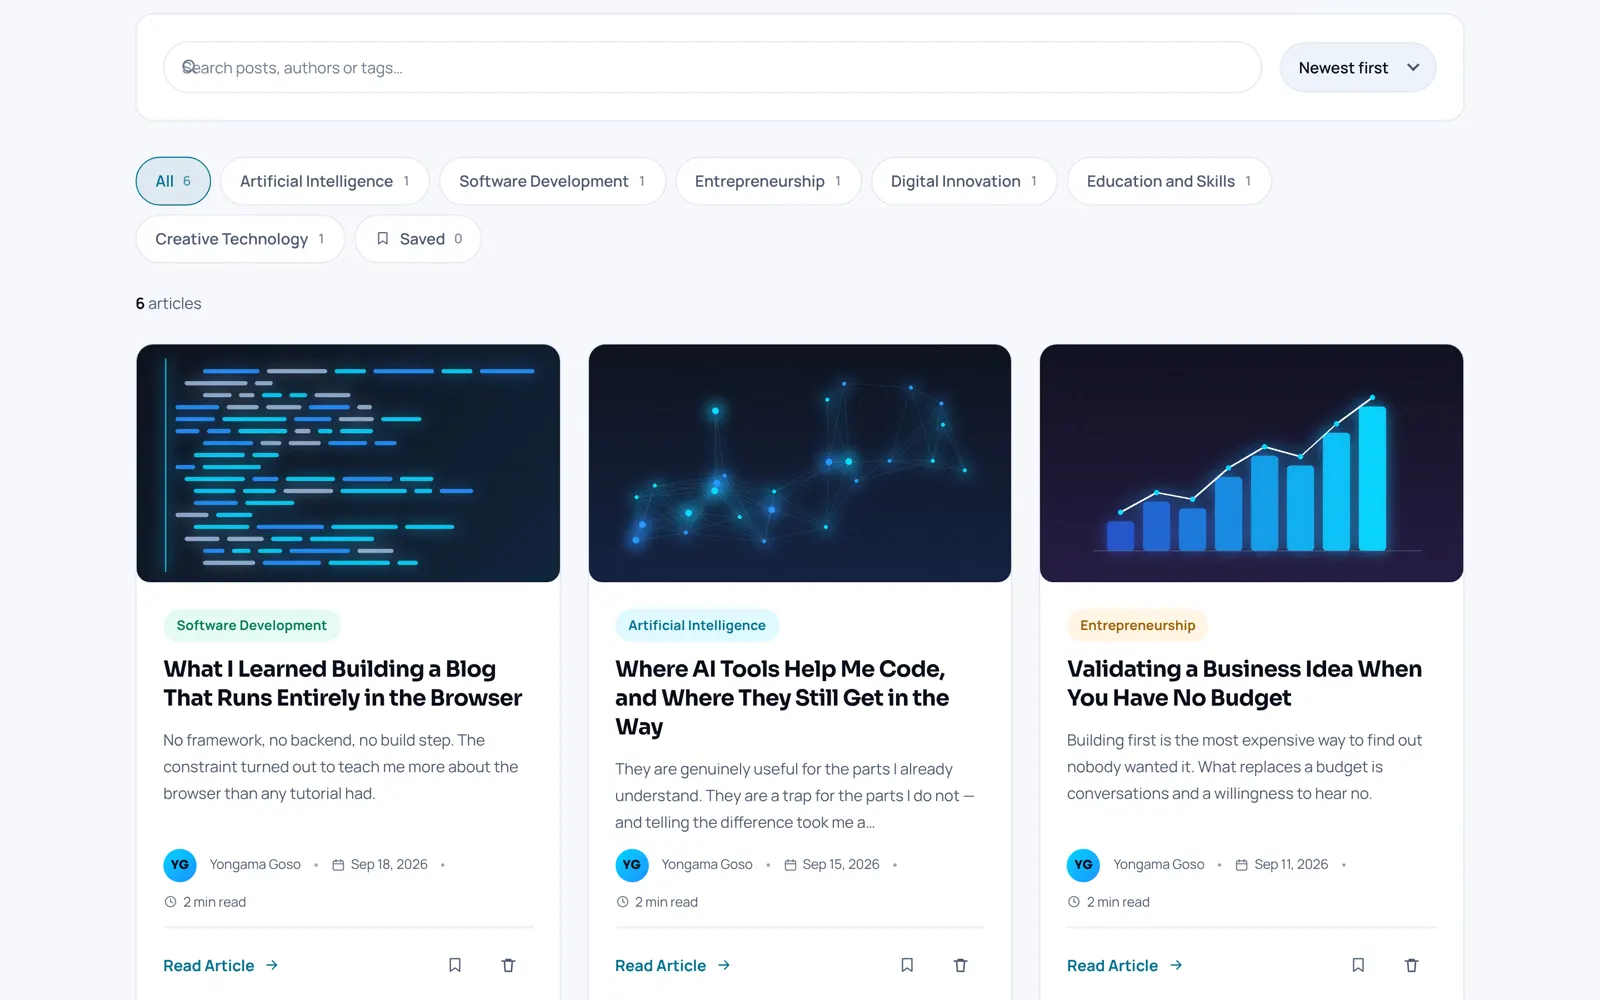 Search posts, authors or tags...
Newest first
All 6
Artificial Intelligence 1
Software Development 1
Entrepreneurship 1
Digital Innovation 1
Education and Skills 1
Creative Technology 1
Saved 0
6 articles
Software Development
What I Learned Building a Blog
That Runs Entirely in the Browser
No framework, no backend, no build step. The
constraint turned out to teach me more about the
browser than any tutorial had.
YG Yongama Goso • Sep 18, 2026 •
2 min read
Read Article →
Artificial Intelligence
Where AI Tools Help Me Code,
and Where They Still Get in the
Way
They are genuinely useful for the parts I already
understand. They are a trap for the parts I do not —
and telling the difference took me a...
YG Yongama Goso • Sep 15, 2026 •
2 min read
Read Article →
Entrepreneurship
Validating a Business Idea When
You Have No Budget
Building first is the most expensive way to find out
nobody wanted it. What replaces a budget is
conversations and a willingness to hear no.
YG Yongama Goso • Sep 11, 2026 •
2 min read
Read Article →